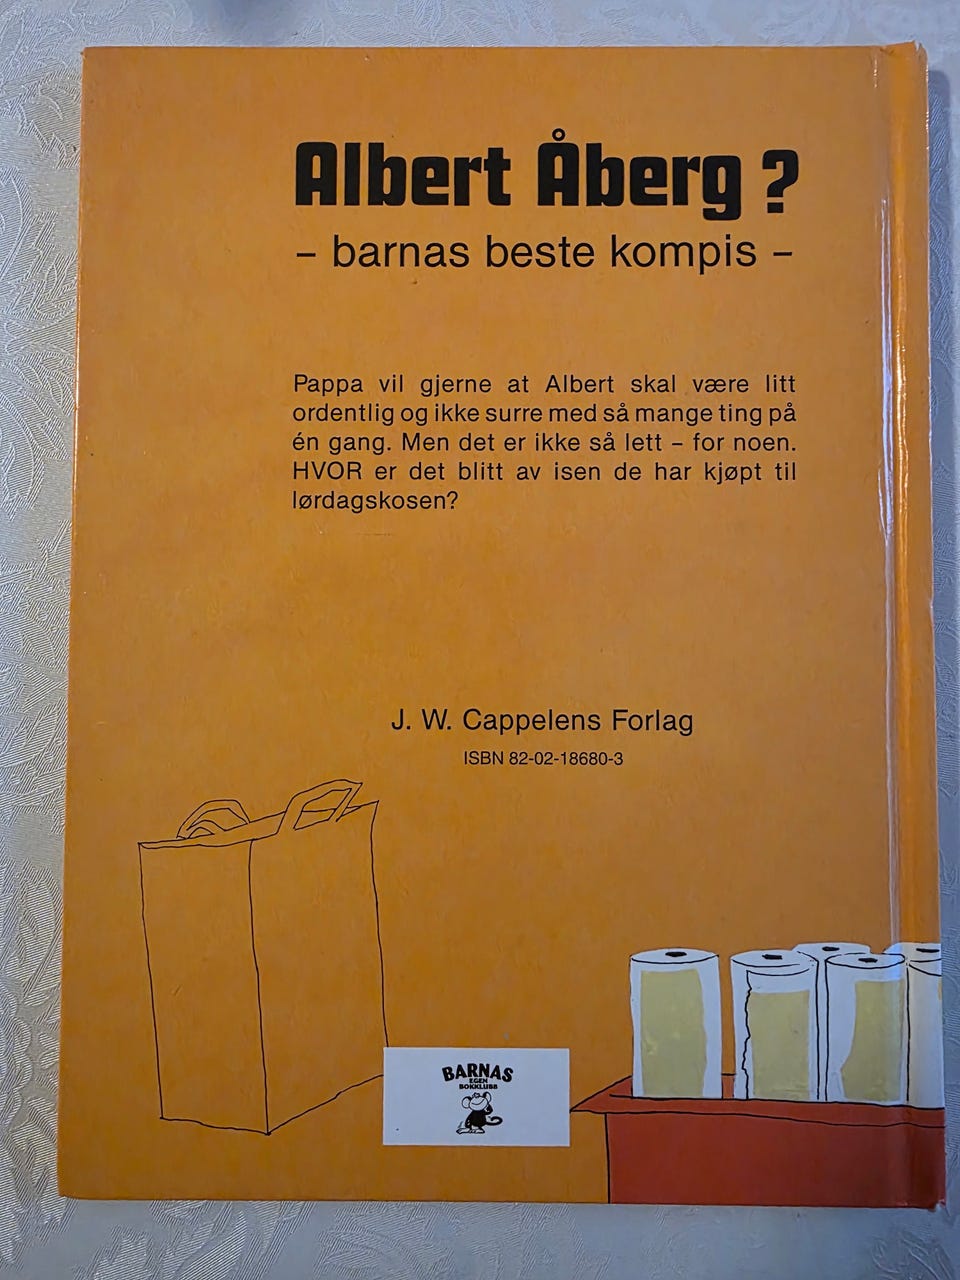 Albert Åberg ?
– barnas beste kompis –
Pappa vil gjerne at Albert skal være litt
ordentlig og ikke surre med så mange ting på
én gang. Men det er ikke så lett – for noen.
HVOR er det blitt av isen de har kjøpt til
lørdagskosen?
J. W. Cappelens Forlag
ISBN 82-02-18680-3
BARNAS
EGEN
BOKKLUBB